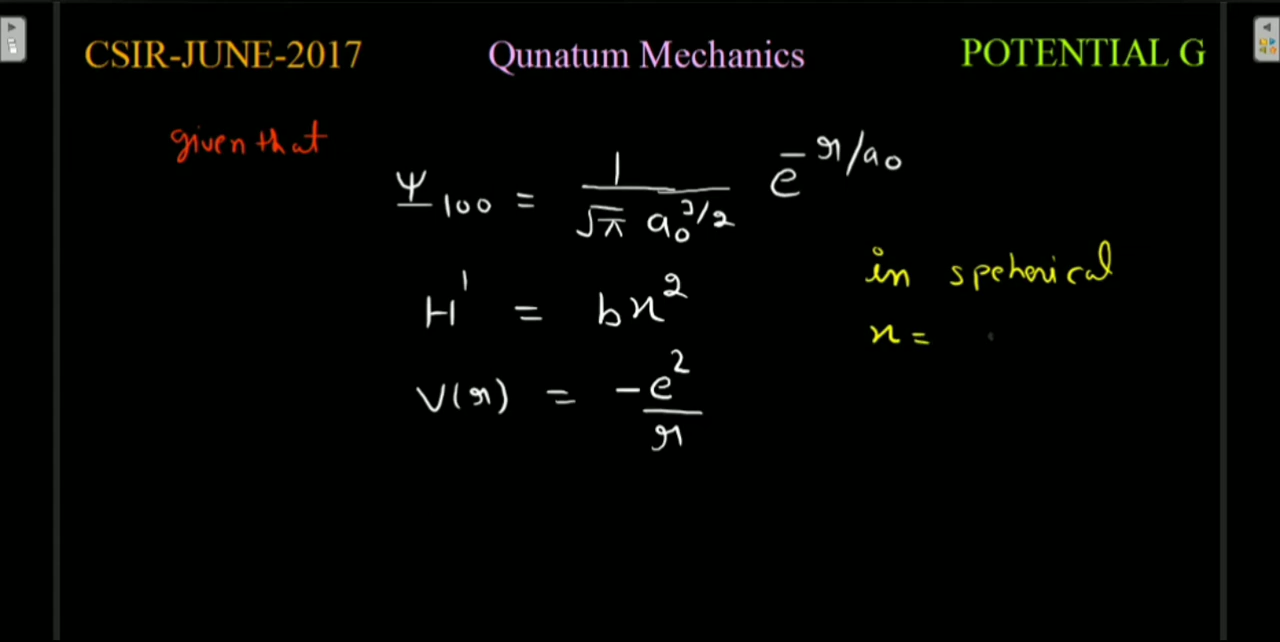 CSIR-JUNE-2017 Qunatum Mechanics POTENTIAL G
given that
Ψ₁₀₀ = 1/(√π a₀^3/2) e^-r/a₀
in spehorical
H' = bx²
x =
V(r) = -e²/r